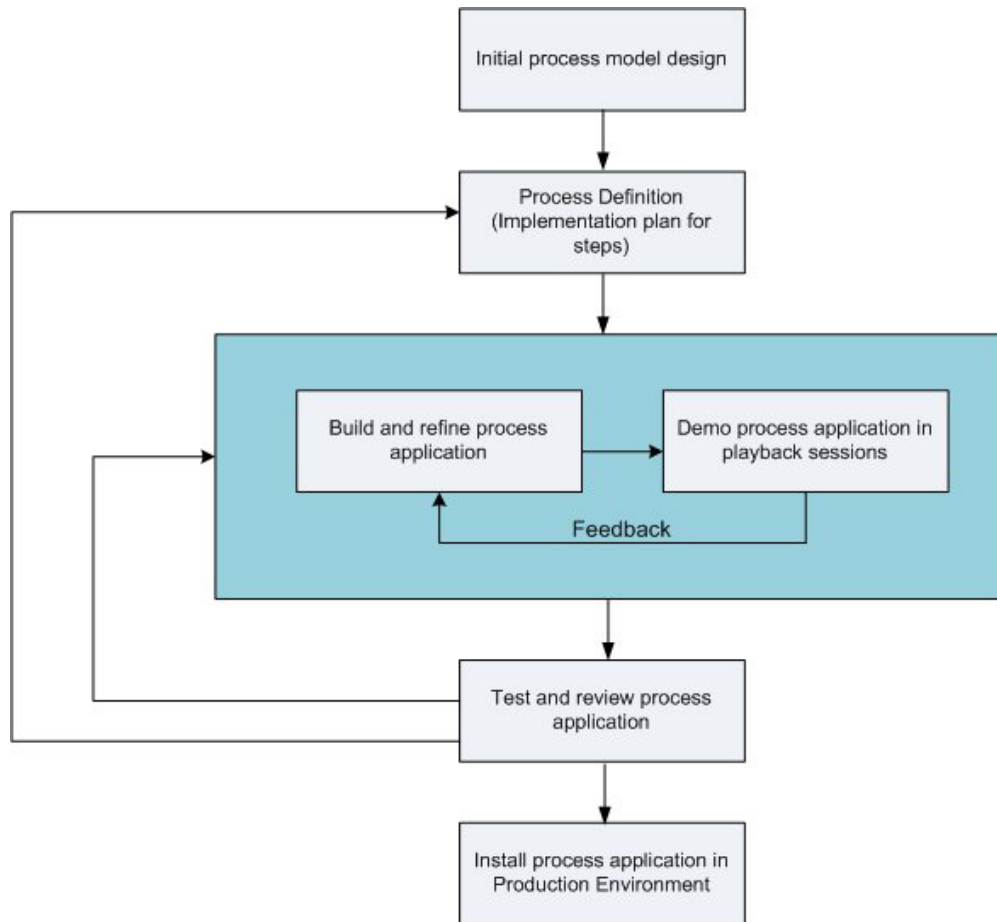 Initial process model design
Process Definition
(Implementation plan for
steps)
Build and refine process
application
Demo process application in
playback sessions
Feedback
Test and review process
application
Install process application in
Production Environment